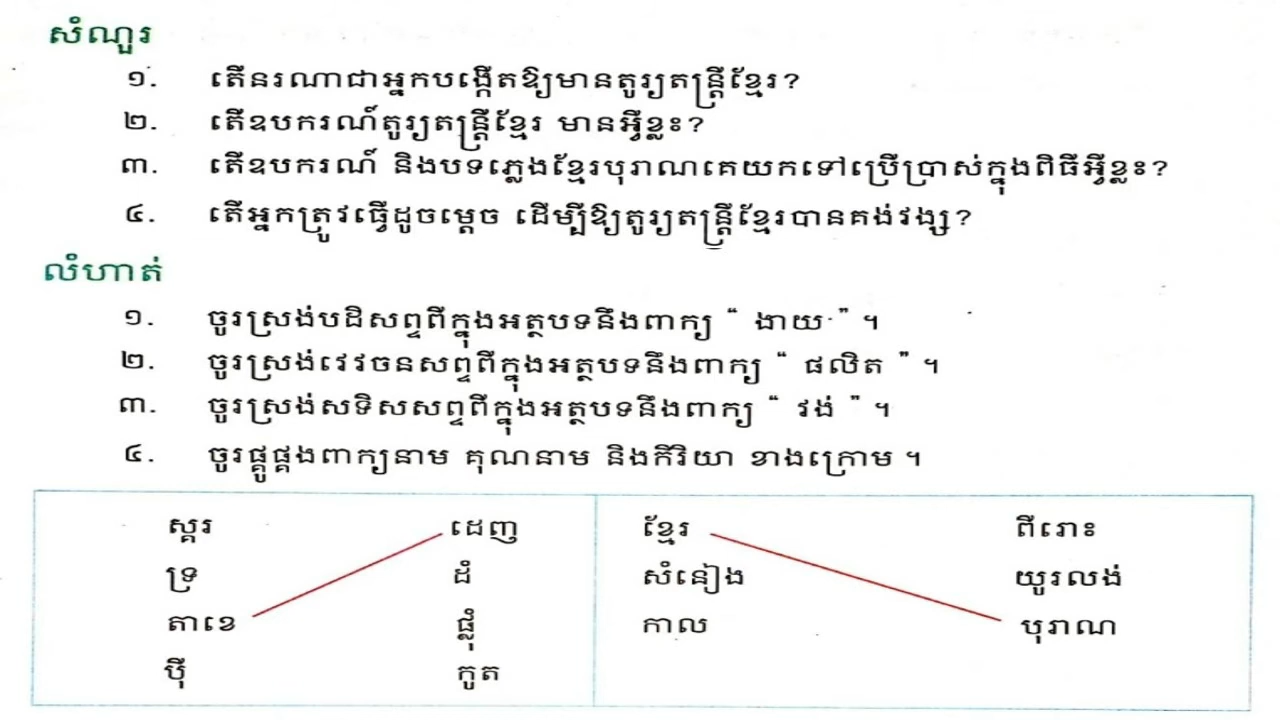 សំណួរ
១. តើនរណាជាអ្នកបង្កើតឱ្យមានតូរ្យតន្ត្រីខ្មែរ?
២. តើឧបករណ៍តូរ្យតន្ត្រីខ្មែរ មានអ្វីខ្លះ?
៣. តើឧបករណ៍ និងបទភ្លេងខ្មែរបុរាណគេយកទៅប្រើប្រាស់ក្នុងពិធីអ្វីខ្លះ?
៤. តើអ្នកត្រូវធ្វើដូចម្ដេច ដើម្បីឱ្យតូរ្យតន្ត្រីខ្មែរបានគង់វង្ស?
លំហាត់
១. ចូរស្រង់បដិសព្ទពីក្នុងអត្ថបទនឹងពាក្យ “ ងាយ ” ។
២. ចូរស្រង់វេវចនសព្ទពីក្នុងអត្ថបទនឹងពាក្យ “ ផលិត ” ។
៣. ចូរស្រង់សទិសសព្ទពីក្នុងអត្ថបទនឹងពាក្យ “ វង់ ” ។
៤. ចូរផ្គូផ្គងពាក្យនាម គុណនាម និងកិរិយា ខាងក្រោម ។
ស្គរ ដេញ ខ្មែរ ពីរោះ
ទ្រ ដំ សំនៀង យូរលង់
តាខេ ផ្លុំ កាល បុរាណ
ប៉ី កូត